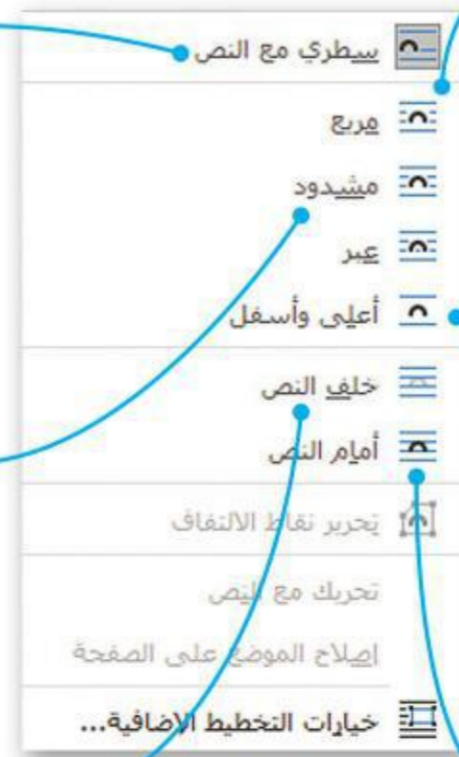 سطري مع النص
مربع
مشدود
عبر
أعلى وأسفل
خلف النص
أمام النص
تحرير نقاط الالتفاف
تحريك مع النص
إصلاح الموضع على الصفحة
خيارات التخطيط الإضافية...